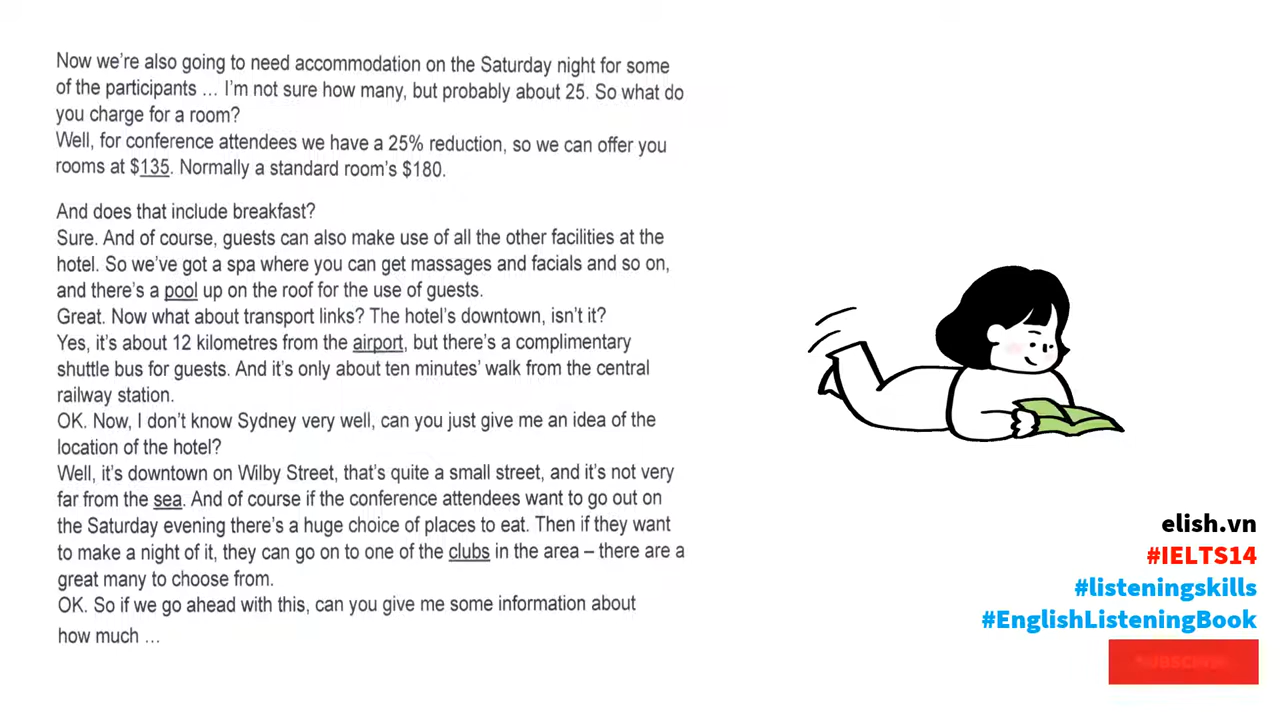 Now we're also going to need accommodation on the Saturday night for some
of the participants … I'm not sure how many, but probably about 25. So what do
you charge for a room?
Well, for conference attendees we have a 25% reduction, so we can offer you
rooms at $135. Normally a standard room's $180.
And does that include breakfast?
Sure. And of course, guests can also make use of all the other facilities at the
hotel. So we've got a spa where you can get massages and facials and so on,
and there's a pool up on the roof for the use of guests.
Great. Now what about transport links? The hotel's downtown, isn't it?
Yes, it's about 12 kilometres from the airport, but there's a complimentary
shuttle bus for guests. And it's only about ten minutes' walk from the central
railway station.
OK. Now, I don't know Sydney very well, can you just give me an idea of the
location of the hotel?
Well, it's downtown on Wilby Street, that's quite a small street, and it's not very
far from the sea. And of course if the conference attendees want to go out on
the Saturday evening there's a huge choice of places to eat. Then if they want
to make a night of it, they can go on to one of the clubs in the area – there are a
great many to choose from.
OK. So if we go ahead with this, can you give me some information about
how much …
elish.vn
#IELTS14
#listeningskills
#EnglishListeningBook
SUBSCRIBE